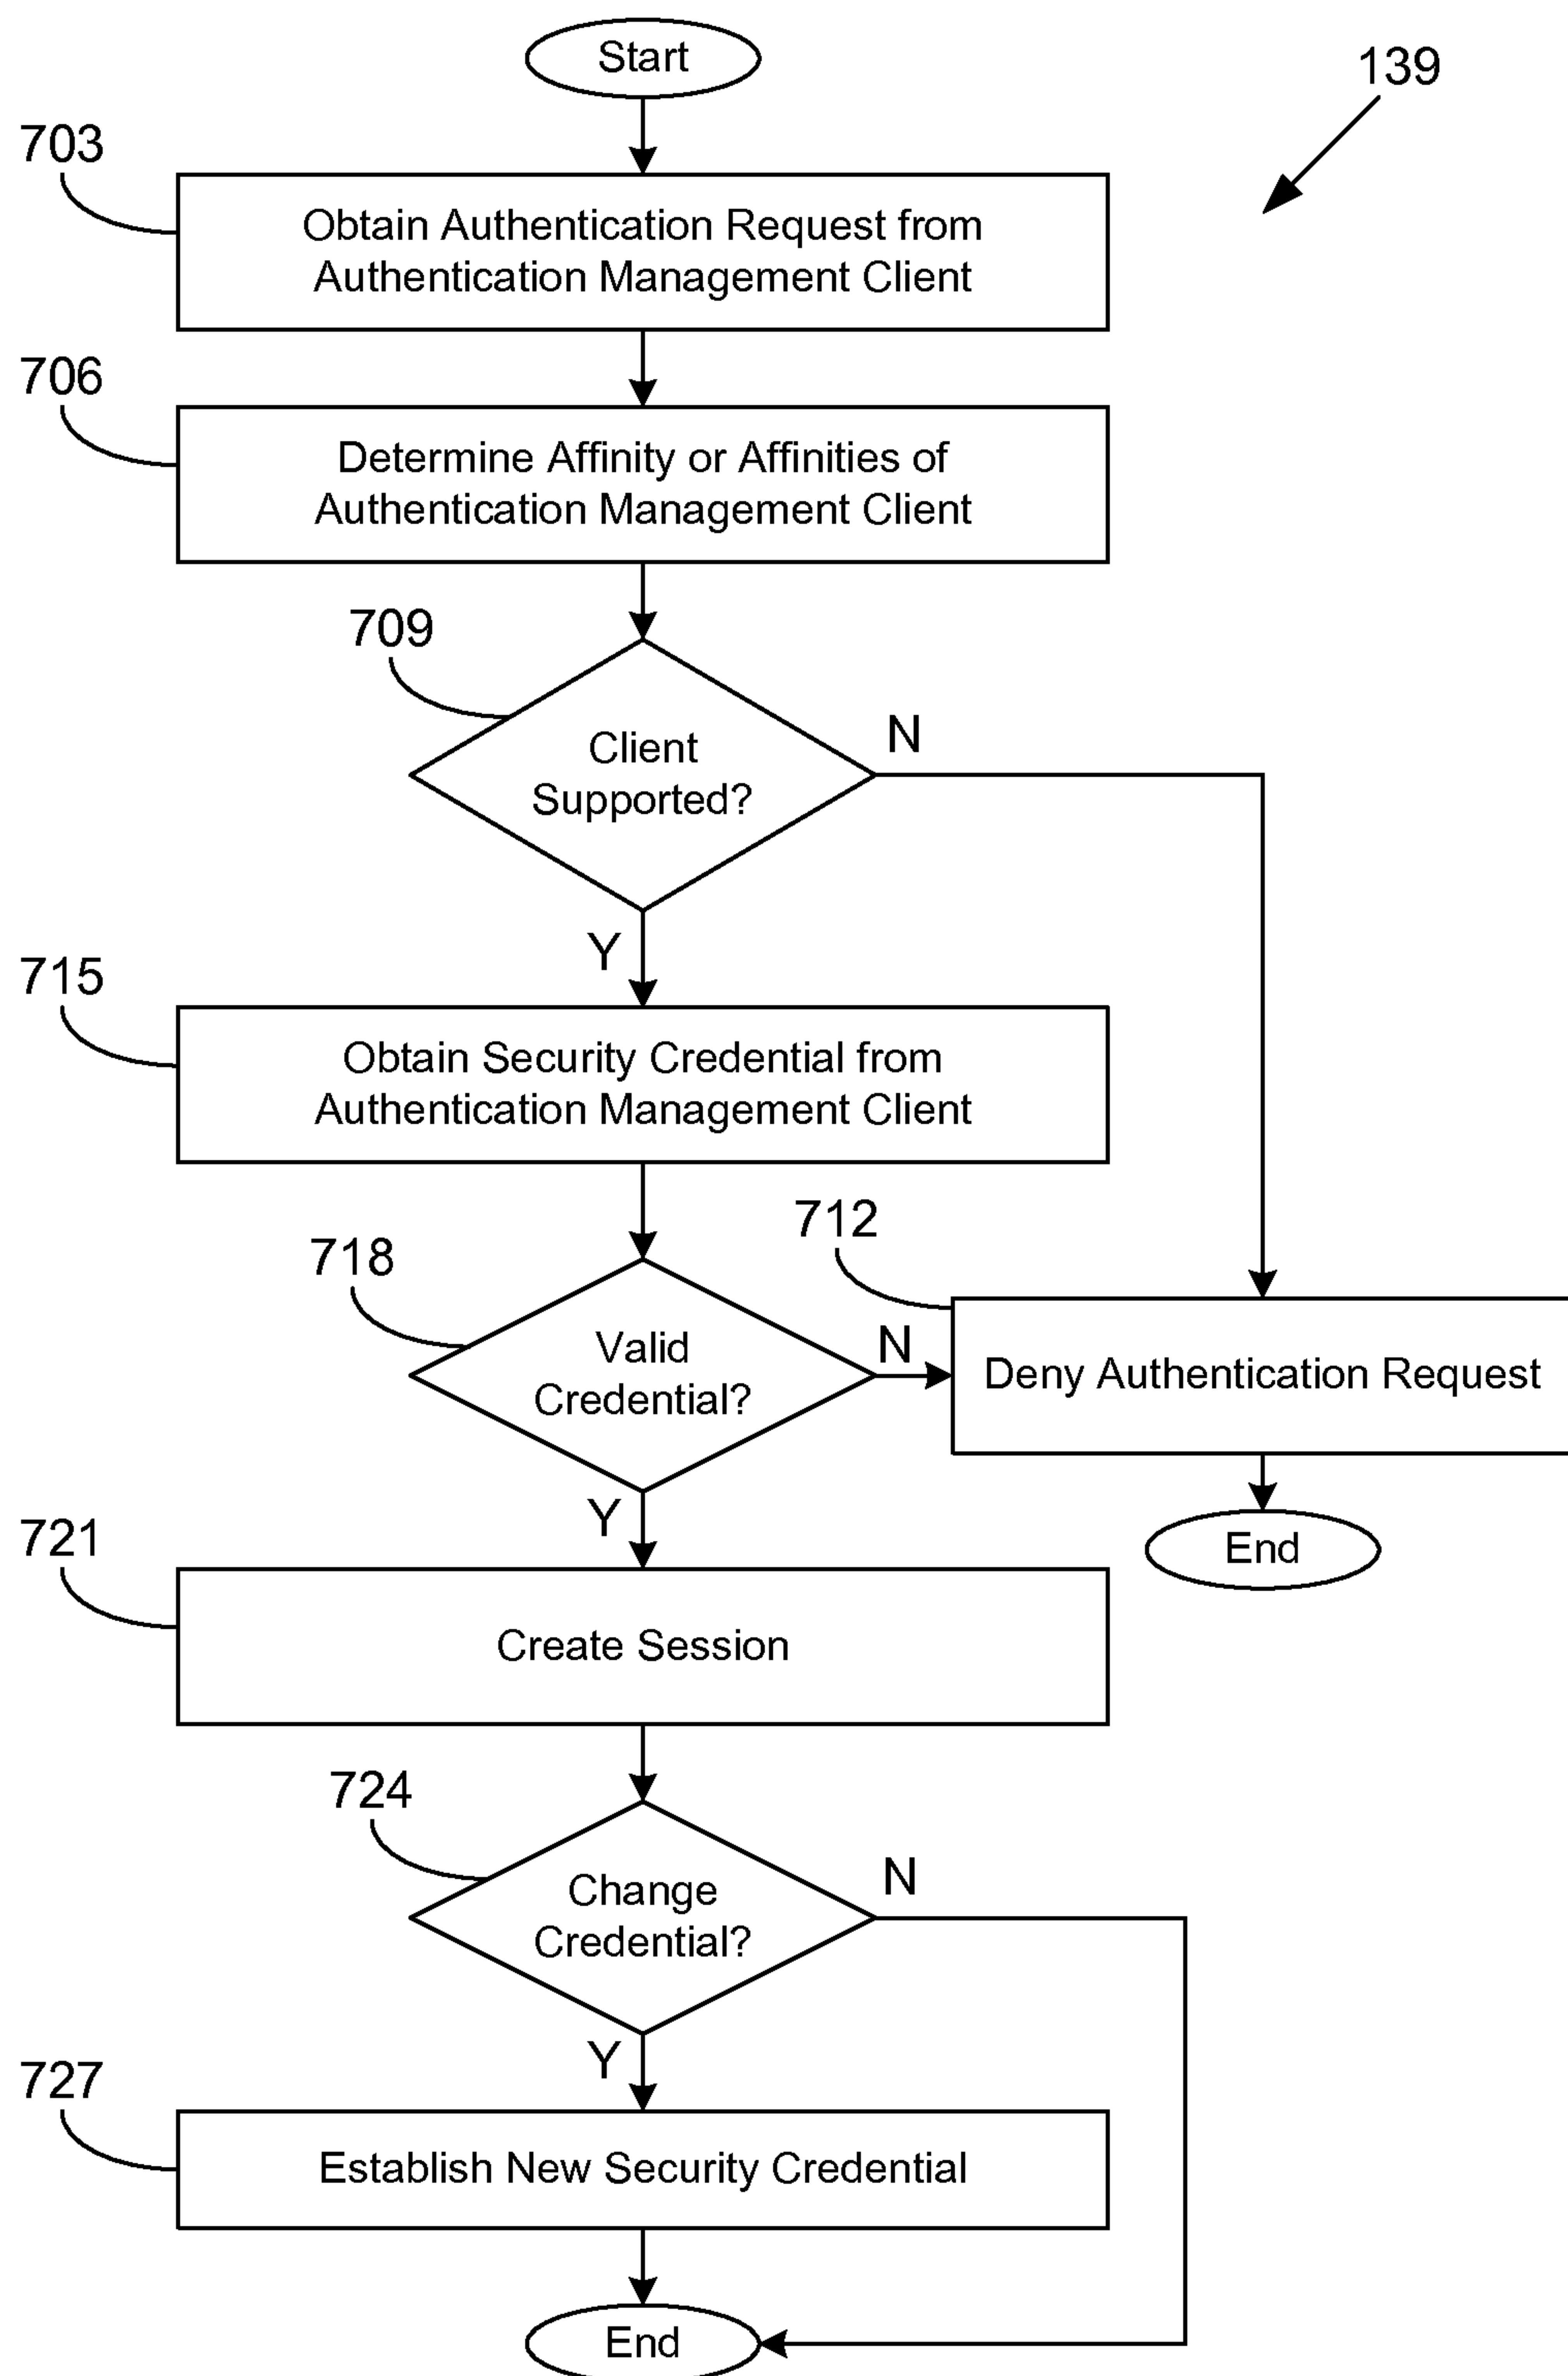 Start
139
703
Obtain Authentication Request from
Authentication Management Client
706
Determine Affinity or Affinities of
Authentication Management Client
709
Client
Supported?
N
Y
715
Obtain Security Credential from
Authentication Management Client
712
718
Valid
Credential?
N
Deny Authentication Request
Y
End
721
Create Session
724
Change
Credential?
N
Y
727
Establish New Security Credential
End